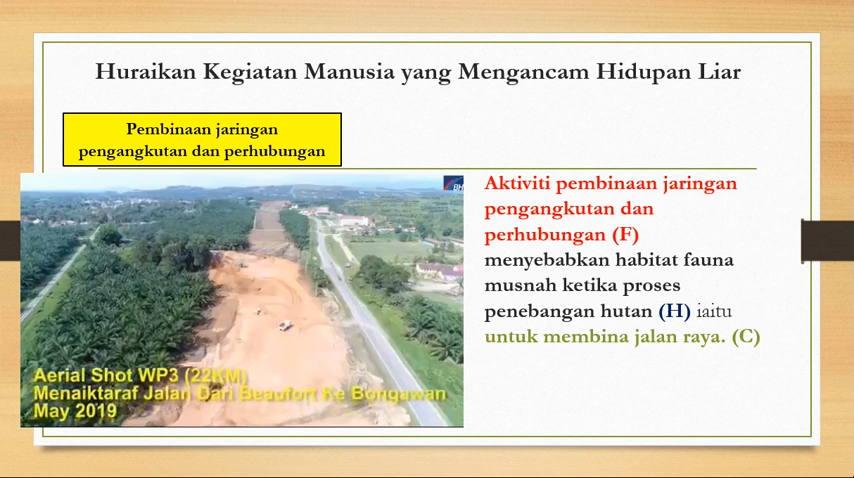 Huraikan Kegiatan Manusia yang Mengancam Hidupan Liar
Pembinaan jaringan
pengangkutan dan perhubungan
BH
Aktiviti pembinaan jaringan
pengangkutan dan
perhubungan (F)
menyebabkan habitat fauna
musnah ketika proses
penebangan hutan (H) iaitu
untuk membina jalan raya. (C)
Aerial Shot WP3 (22KM)
Menaiktaraf Jalan Dari Beaufort Ke Bongawan
May 2019